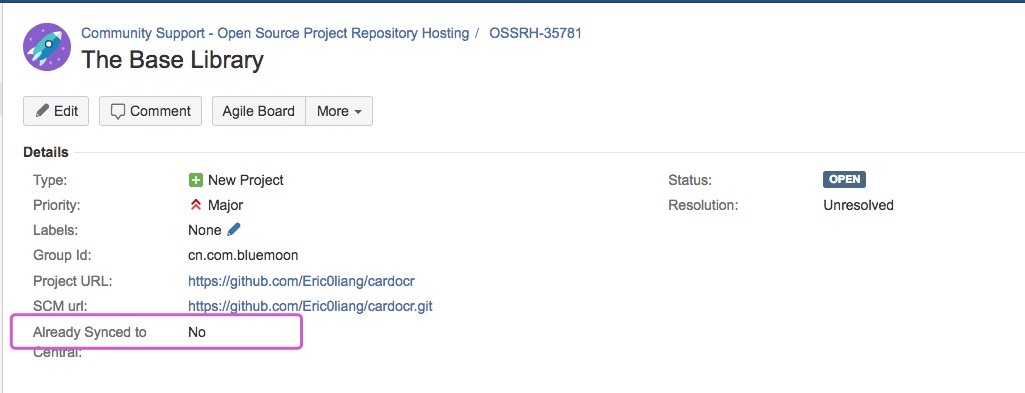 Community Support - Open Source Project Repository Hosting / OSSRH-35781
The Base Library
Edit Comment Agile Board More
Details
Type: New Project Status: OPEN
Priority: Major Resolution: Unresolved
Labels: None
Group Id: cn.com.bluemoon
Project URL: https://github.com/Eric0liang/cardocr
SCM url: https://github.com/Eric0liang/cardocr.git
Already Synced to No
Central: